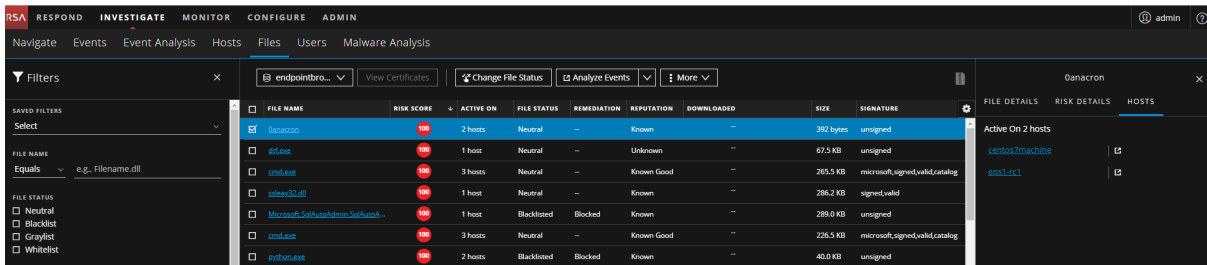 RSA RESPOND INVESTIGATE MONITOR CONFIGURE ADMIN admin
Navigate Events Event Analysis Hosts Files Users Malware Analysis
Filters
SAVED FILTERS
Select
FILE NAME
Equals e.g., Filename.dll
FILE STATUS
Neutral
Blacklist
Graylist
Whitelist
endpointbro... View Certificates Change File Status Analyze Events More
FILE NAME RISK SCORE ACTIVE ON FILE STATUS REMEDIATION REPUTATION DOWNLOADED SIZE SIGNATURE
0anacron 100 2 hosts Neutral -- Known -- 392 bytes unsigned
dtf.exe 100 1 host Neutral -- Unknown -- 67.5 KB unsigned
cmd.exe 100 3 hosts Neutral -- Known Good -- 265.5 KB microsoft,signed,valid,catalog
ssleay32.dll 100 1 host Neutral -- Known -- 286.2 KB signed,valid
Microsoft.SqlAutoAdmin.SqlAutoA... 100 1 host Blacklisted Blocked Known -- 289.0 KB unsigned
cmd.exe 100 3 hosts Neutral -- Known Good -- 226.5 KB microsoft,signed,valid,catalog
python.exe 100 2 hosts Blacklisted Blocked Known -- 40.0 KB unsigned
0anacron
FILE DETAILS RISK DETAILS HOSTS
Active On 2 hosts
centos7machine
eps1-rc1